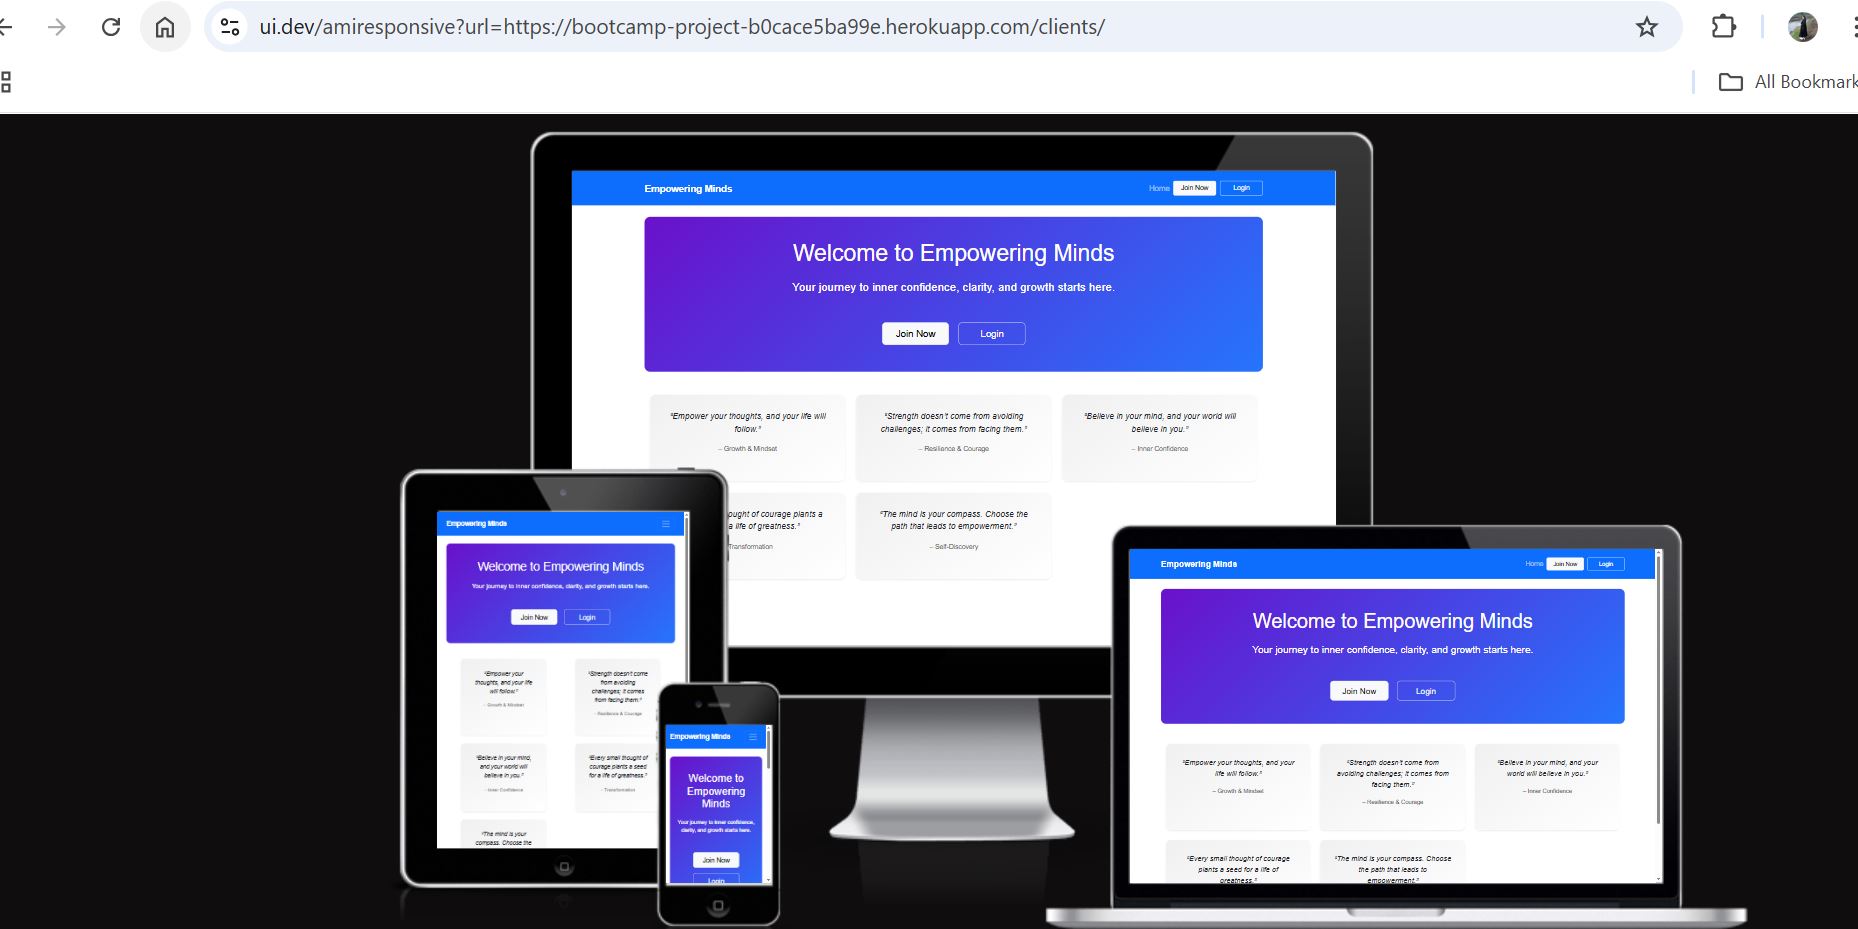 ui.dev/amiresponsive?url=https://bootcamp-project-b0cace5ba99e.herokuapp.com/clients/
All Bookmark
Empowering Minds
Home Join Now Login
Welcome to Empowering Minds
Your journey to inner confidence, clarity, and growth starts here.
Join Now Login
"Empower your thoughts, and your life will
follow."
– Growth & Mindset
"Strength doesn't come from avoiding
challenges; it comes from facing them."
– Resilience & Courage
"Believe in your mind, and your world will
believe in you."
– Inner Confidence
ought of courage plants a
a life of greatness."
Transformation
"The mind is your compass. Choose the
path that leads to empowerment."
– Self-Discovery
Empowering Minds
Welcome to Empowering Minds
Your journey to inner confidence, clarity, and growth starts here.
Join Now Login
"Empower your
thoughts, and your life
will follow."
– Growth & Mindset
"Strength doesn't come
from avoiding
challenges; it comes
from facing them."
– Resilience & Courage
"Believe in your mind,
and your world will
believe in you."
– Inner Confidence
"Every small thought of
courage plants a seed
for a life of greatness."
– Transformation
"The mind is your
compass. Choose the
Empowering Minds
Welcome to
Empowering
Minds
Your journey to inner confidence,
clarity, and growth starts here.
Join Now
Login
Empowering Minds
Home Join Now Login
Welcome to Empowering Minds
Your journey to inner confidence, clarity, and growth starts here.
Join Now Login
"Empower your thoughts, and your
life will follow."
– Growth & Mindset
"Strength doesn't come from
avoiding challenges; it comes from
facing them."
– Resilience & Courage
"Believe in your mind, and your
world will believe in you."
– Inner Confidence
"Every small thought of courage
plants a seed for a life of
greatness."
"The mind is your compass. Choose
the path that leads to
empowerment."